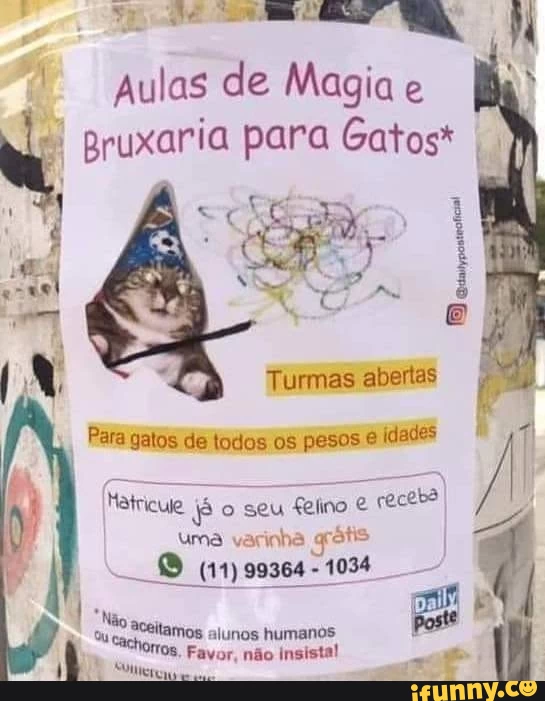 Aulas de Magia e
Bruxaria para Gatos*
@dailyposteoficial
Turmas abertas
Para gatos de todos os pesos e idades
Matricule já o seu felino e receba
uma varinha grátis
(11) 99364 - 1034
*Não aceitamos alunos humanos
ou cachorros. Favor, não insista!
Daily
Poste
ifunny.co